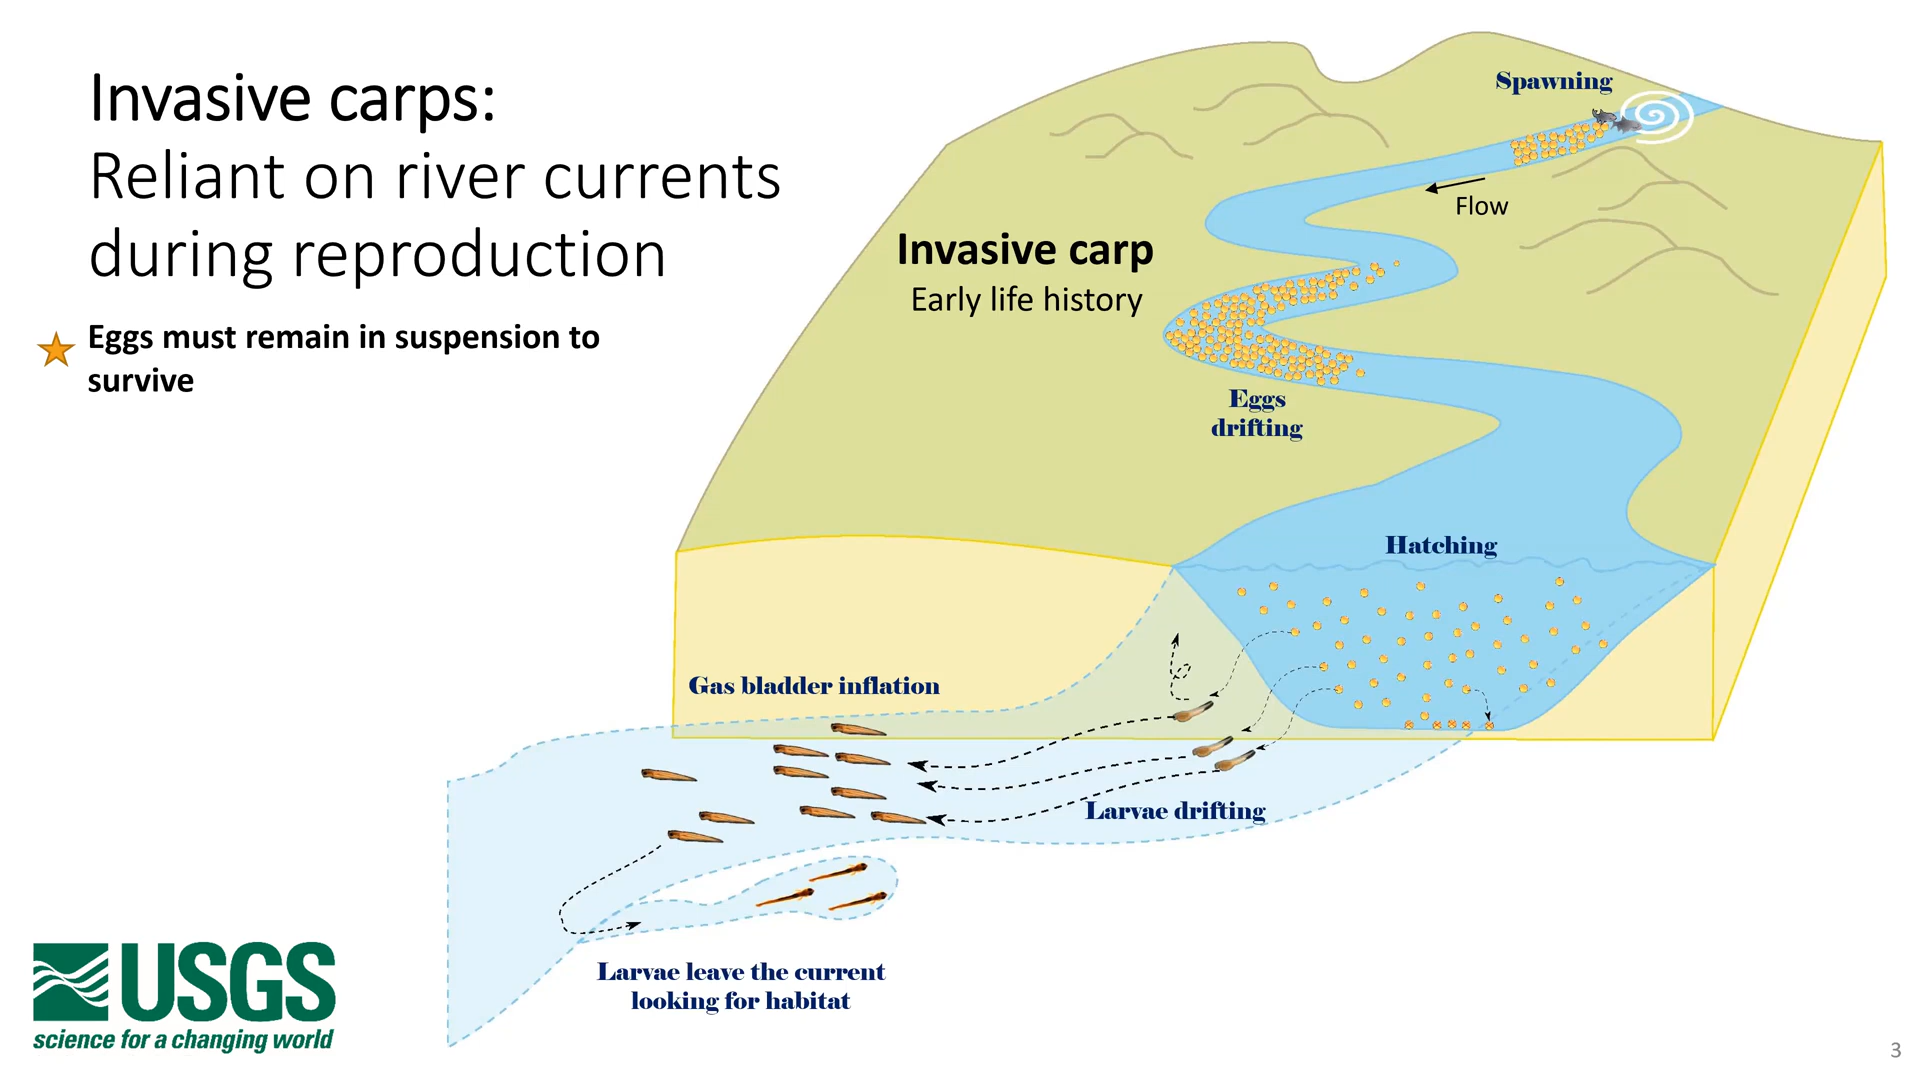 Invasive carps:
Reliant on river currents
during reproduction
Eggs must remain in suspension to
survive
Spawning
Flow
Invasive carp
Early life history
Eggs
drifting
Hatching
Gas bladder inflation
Larvae drifting
Larvae leave the current
looking for habitat
USGS
science for a changing world
3